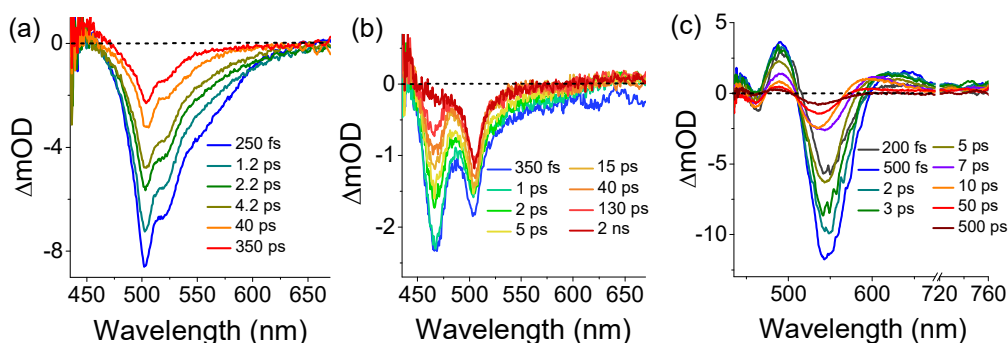 (a)
0
-4
-8
ΔmOD
250 fs
1.2 ps
2.2 ps
4.2 ps
40 ps
350 ps
450 500 550 600 650
Wavelength (nm)
(b)
0
-1
-2
ΔmOD
350 fs 15 ps
1 ps 40 ps
2 ps 130 ps
5 ps 2 ns
450 500 550 600 650
Wavelength (nm)
(c)
5
0
-5
-10
ΔmOD
200 fs 5 ps
500 fs 7 ps
2 ps 10 ps
3 ps 50 ps
500 ps
500 600 720 760
Wavelength (nm)